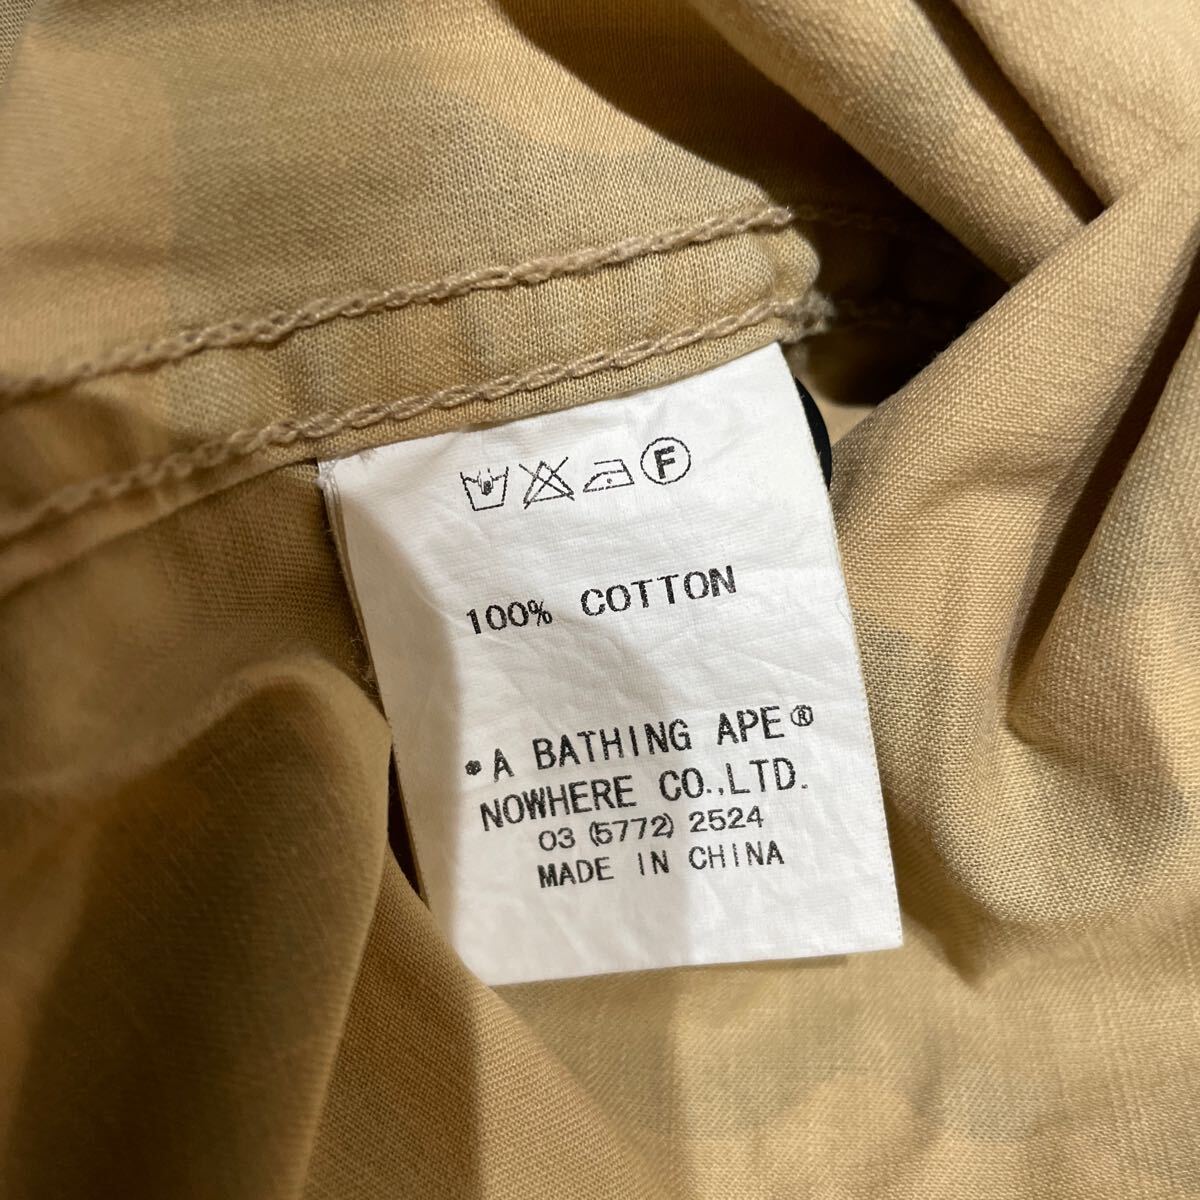 F
100% COTTON
*A BATHING APE®
NOWHERE CO.,LTD.
03 (5772) 2524
MADE IN CHINA